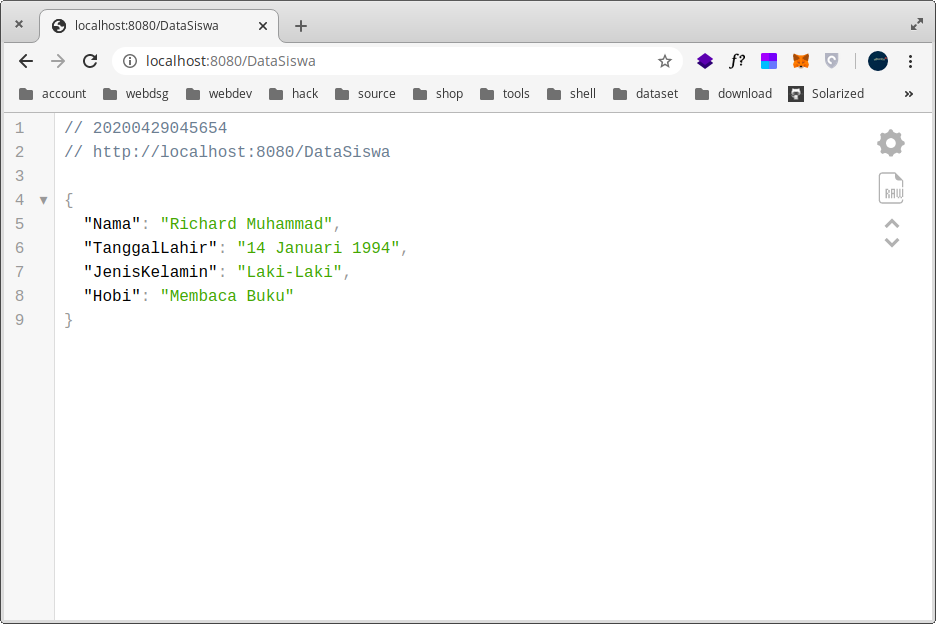 localhost:8080/DataSiswa
localhost:8080/DataSiswa
f?
account webdsg webdev hack source shop tools shell dataset download Solarized »
1 // 20200429045654
2 // http://localhost:8080/DataSiswa
3
4 {
5 "Nama": "Richard Muhammad",
6 "TanggalLahir": "14 Januari 1994",
7 "JenisKelamin": "Laki-Laki",
8 "Hobi": "Membaca Buku"
9 }
RAW